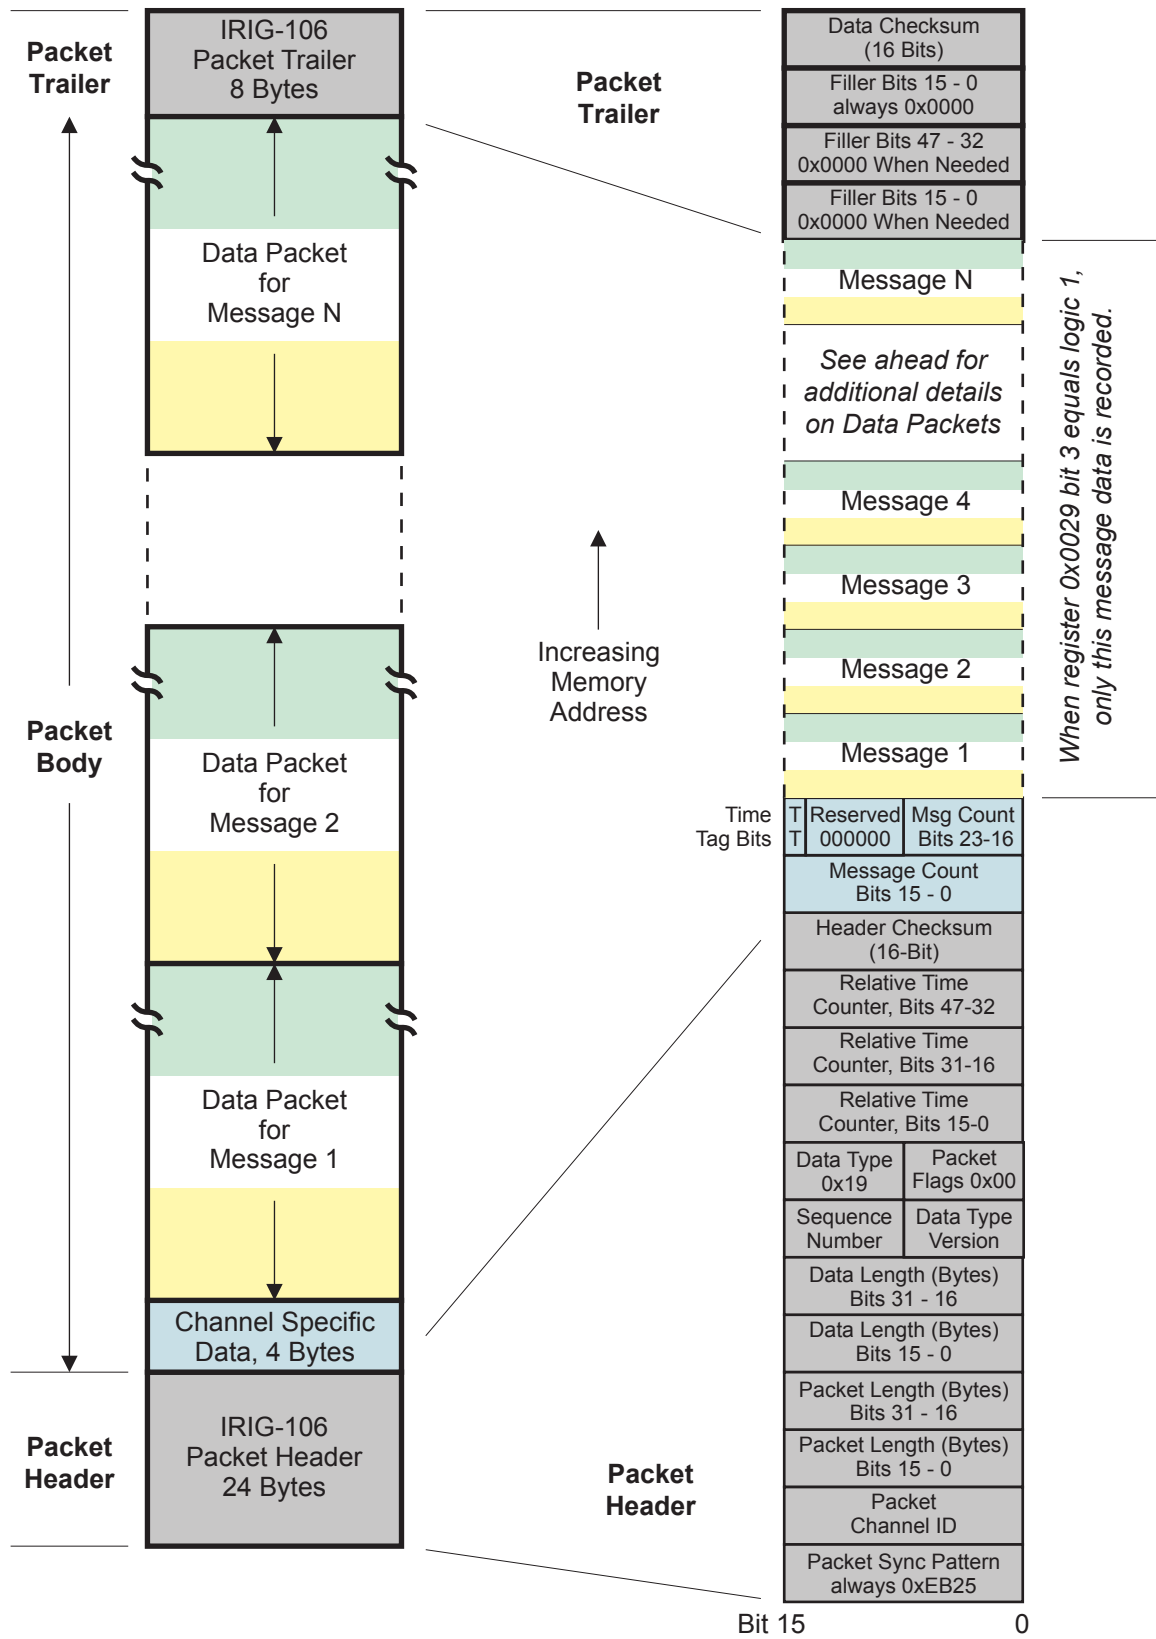 Packet
Trailer
IRIG-106
Packet Trailer
8 Bytes
Data Packet
for
Message N
Packet
Body
Data Packet
for
Message 2
Data Packet
for
Message 1
Channel Specific
Data, 4 Bytes
Packet
Header
IRIG-106
Packet Header
24 Bytes
Packet
Trailer
Increasing
Memory
Address
Packet
Header
Data Checksum
(16 Bits)
Filler Bits 15 - 0
always 0x0000
Filler Bits 47 - 32
0x0000 When Needed
Filler Bits 15 - 0
0x0000 When Needed
Message N
See ahead for
additional details
on Data Packets
Message 4
Message 3
Message 2
Message 1
When register 0x0029 bit 3 equals logic 1,
only this message data is recorded.
Time
Tag Bits
T
T
Reserved
000000
Msg Count
Bits 23-16
Message Count
Bits 15 - 0
Header Checksum
(16-Bit)
Relative Time
Counter, Bits 47-32
Relative Time
Counter, Bits 31-16
Relative Time
Counter, Bits 15-0
Data Type
0x19
Packet
Flags 0x00
Sequence
Number
Data Type
Version
Data Length (Bytes)
Bits 31 - 16
Data Length (Bytes)
Bits 15 - 0
Packet Length (Bytes)
Bits 31 - 16
Packet Length (Bytes)
Bits 15 - 0
Packet
Channel ID
Packet Sync Pattern
always 0xEB25
Bit 15
0